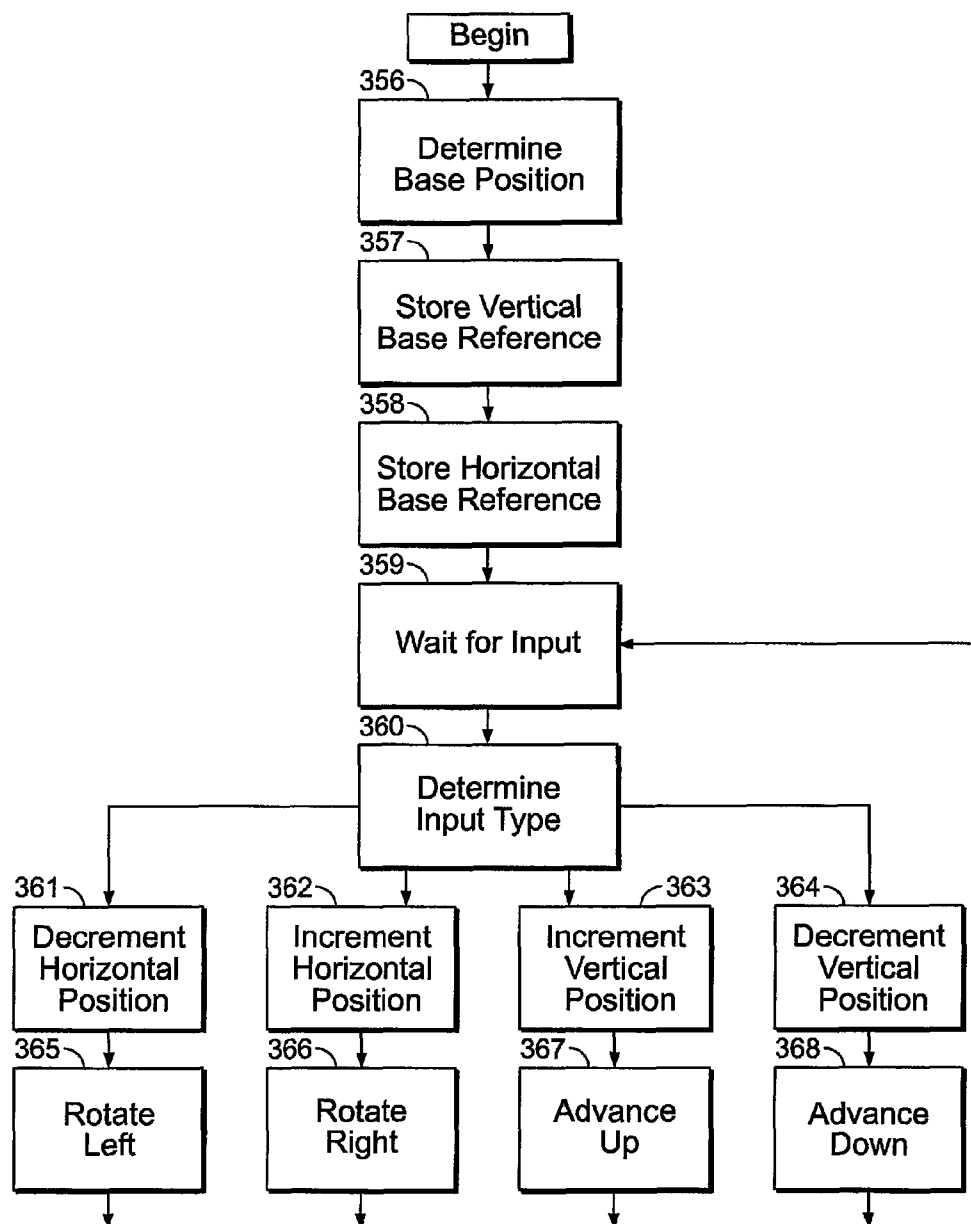 Begin
356
Determine
Base Position
357
Store Vertical
Base Reference
358
Store Horizontal
Base Reference
359
Wait for Input
360
Determine
Input Type
361
Decrement
Horizontal
Position
362
Increment
Horizontal
Position
363
Increment
Vertical
Position
364
Decrement
Vertical
Position
365
Rotate
Left
366
Rotate
Right
367
Advance
Up
368
Advance
Down